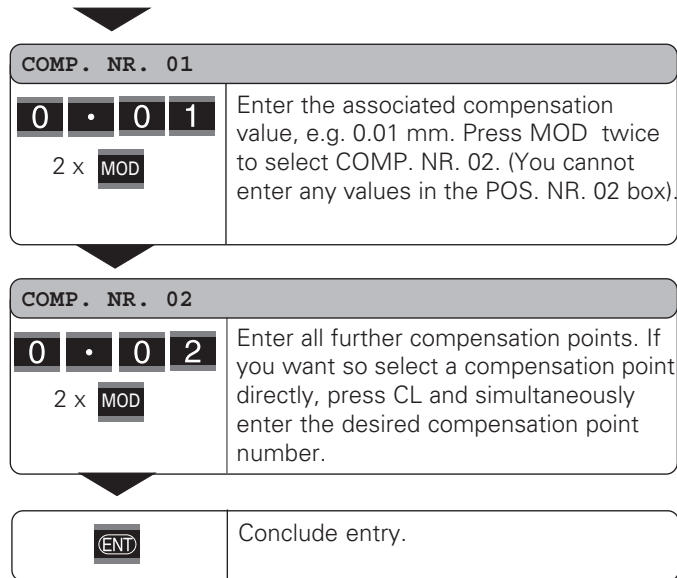 COMP. NR. 01
0 • 0 1
2 x MOD
Enter the associated compensation
value, e.g. 0.01 mm. Press MOD twice
to select COMP. NR. 02. (You cannot
enter any values in the POS. NR. 02 box).
COMP. NR. 02
0 • 0 2
2 x MOD
Enter all further compensation points. If
you want so select a compensation point
directly, press CL and simultaneously
enter the desired compensation point
number.
ENT
Conclude entry.